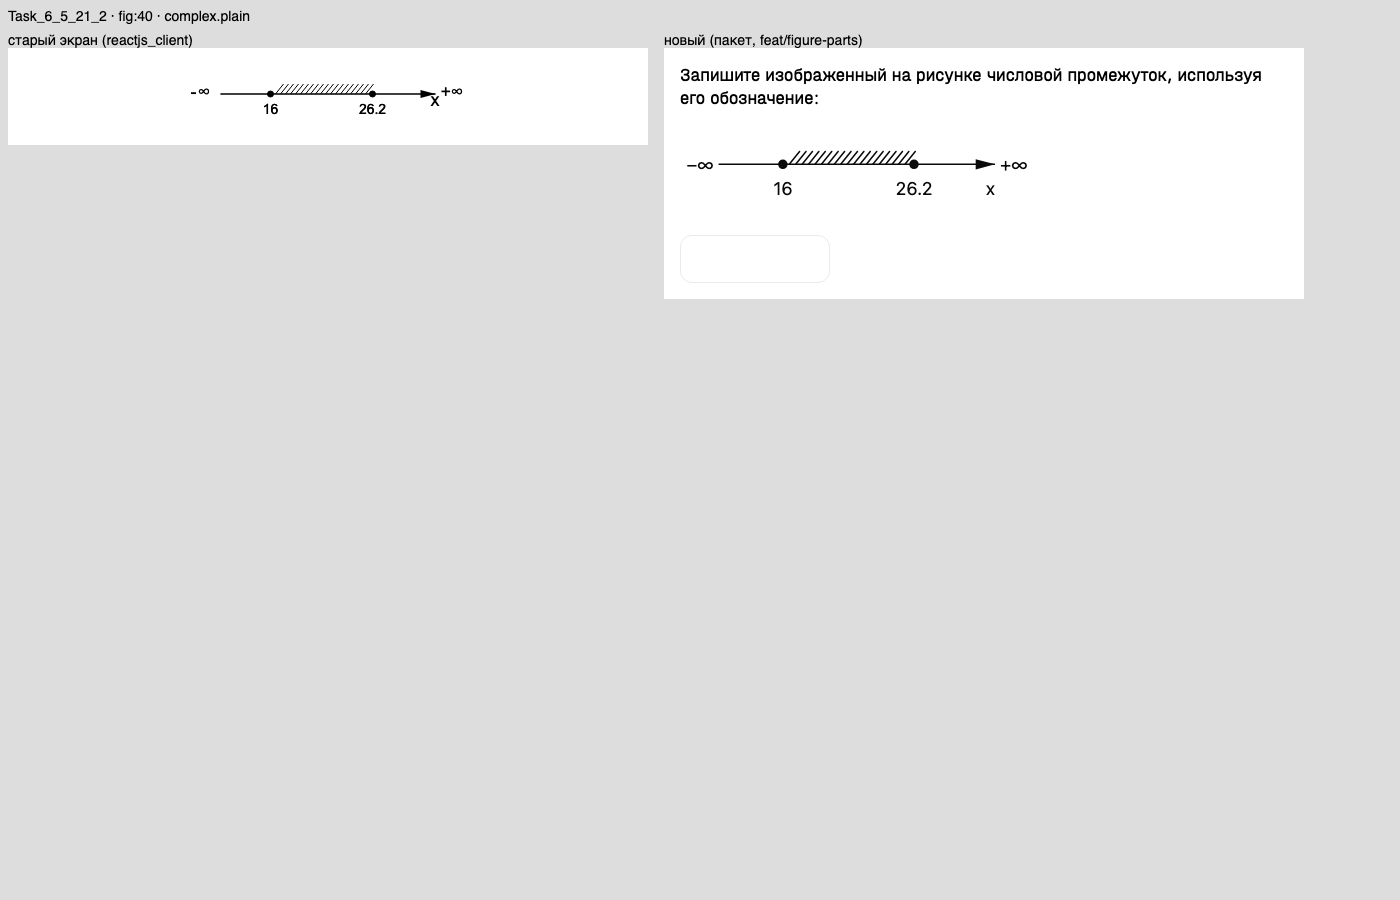 Task_6_5_21_2 · fig:40 · complex.plain
старый экран (reactjs_client)
-∞ +∞
x
16 26.2
новый (пакет, feat/figure-parts)
Запишите изображенный на рисунке числовой промежуток, используя
его обозначение:
−∞ +∞
16 26.2 x